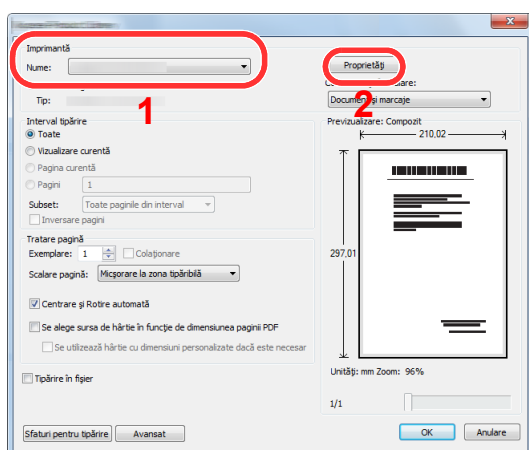 Imprimantă
Nume:
Proprietăți
Tip:
1
2
Document și marcaje
Interval tipărire
Toate
Vizualizare curentă
Pagina curentă
Pagini 1
Subset: Toate paginile din interval
Inversare pagini
Tratare pagină
Exemplare: 1 Colaționare
Scalare pagină: Micșorare la zona tipăribilă
Centrare și Rotire automată
Se alege sursa de hârtie în funcție de dimensiunea paginii PDF
Se utilizează hârtie cu dimensiuni personalizate dacă este necesar
Tipărire în fișier
Previzualizare: Compozit
210,02
297,01
Unități: mm Zoom: 96%
1/1
Sfaturi pentru tipărire Avansat
OK Anulare